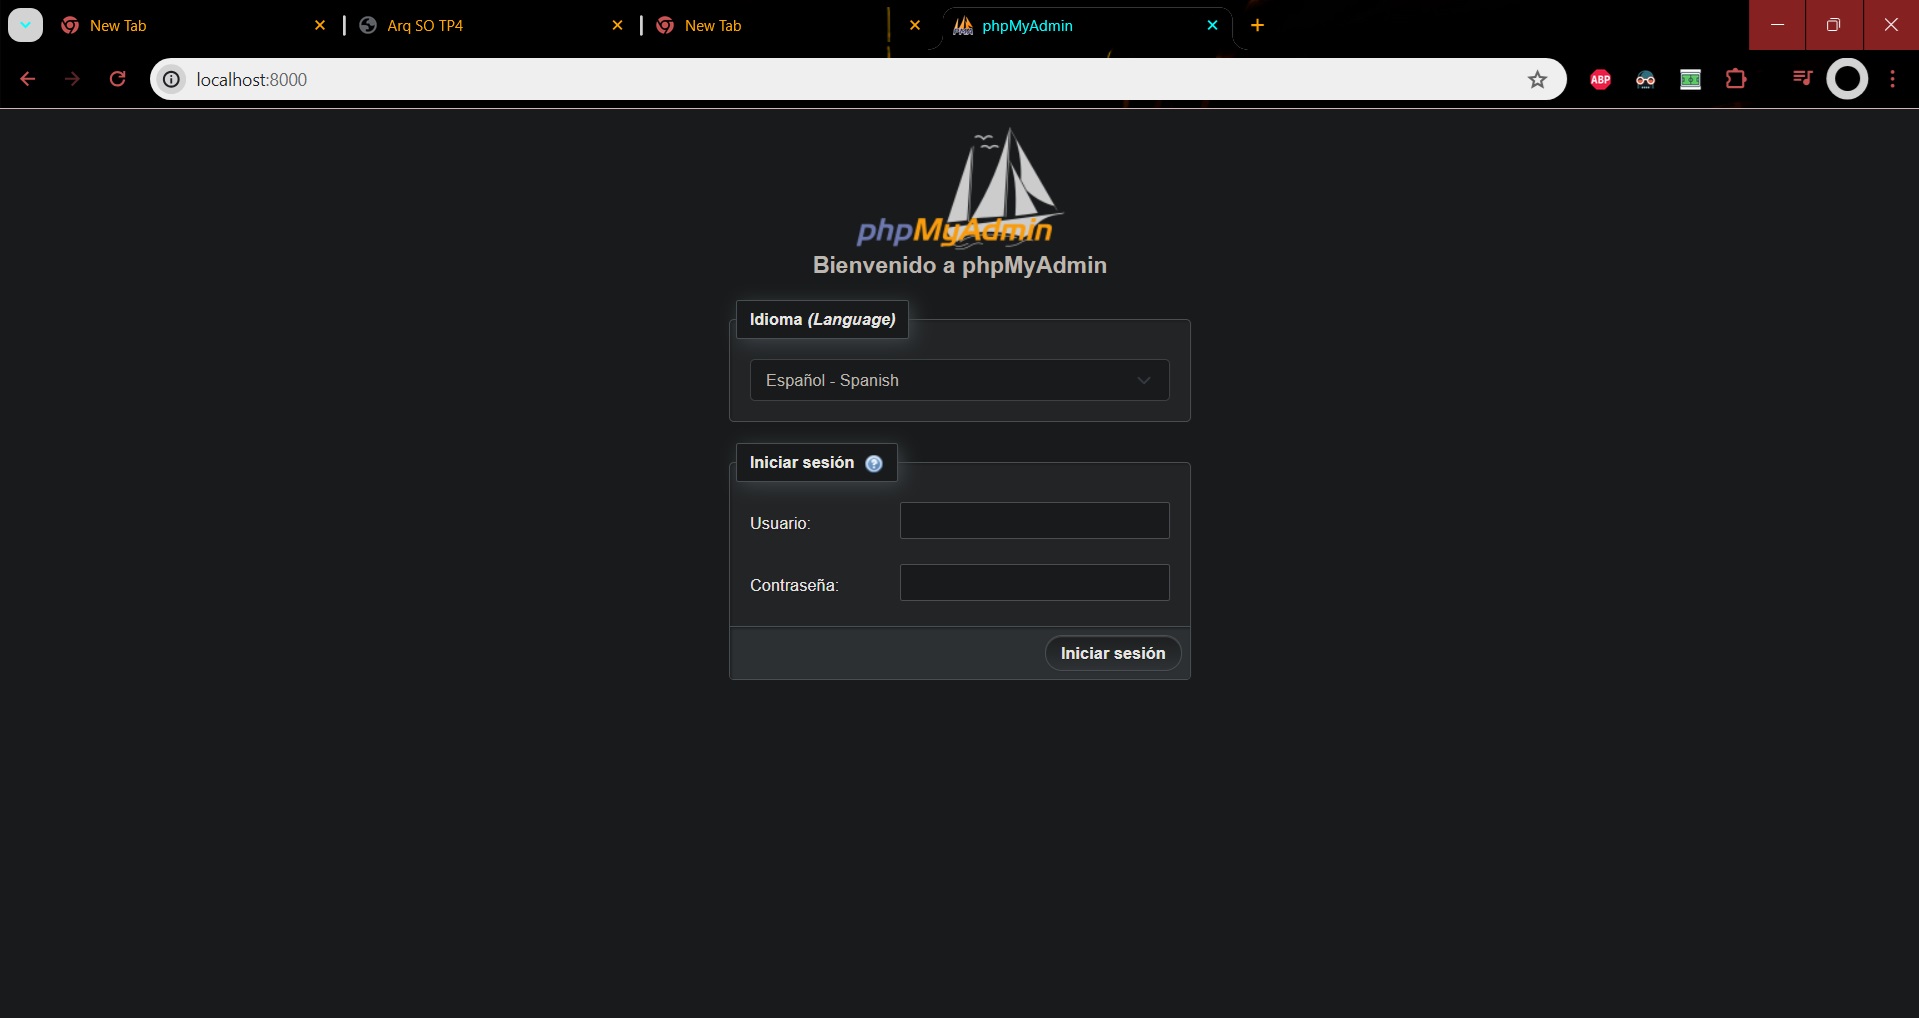 New Tab
Arq SO TP4
New Tab
phpMyAdmin
localhost:8000
ABP
phpMyAdmin
Bienvenido a phpMyAdmin
Idioma (Language)
Español - Spanish
Iniciar sesión
Usuario:
Contraseña:
Iniciar sesión